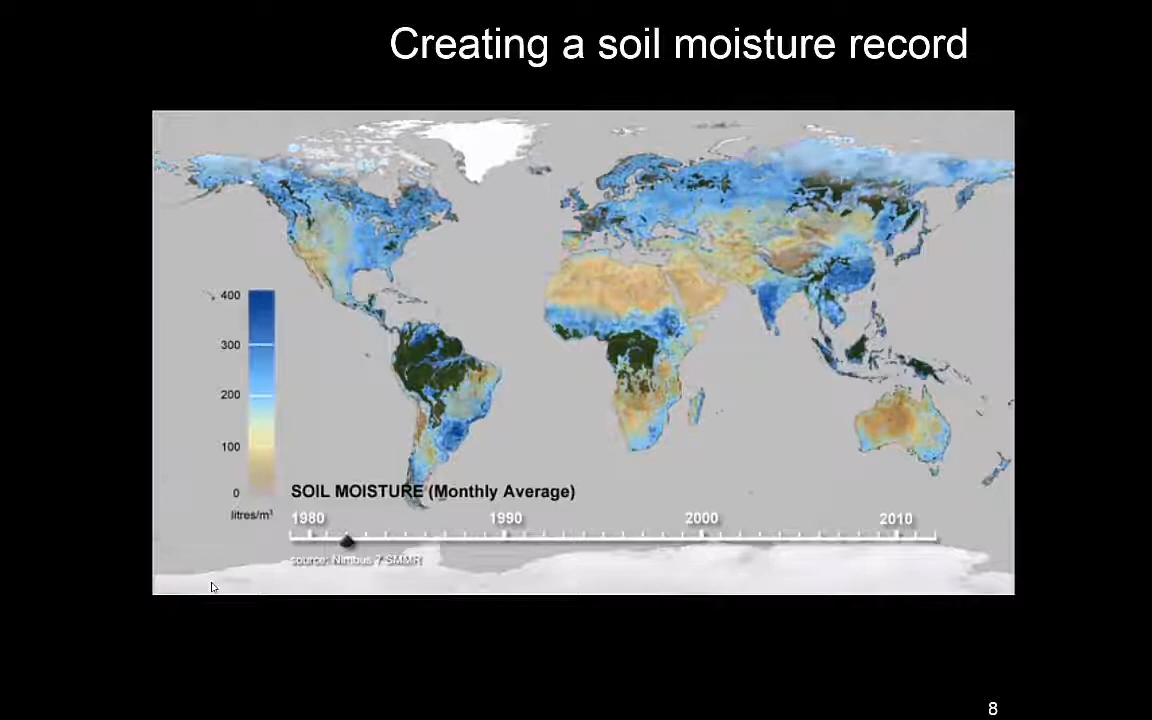 Creating a soil moisture record
400
300
200
100
0
litres/m³
SOIL MOISTURE (Monthly Average)
1980 1990 2000 2010
source: Nimbus 7 SMMR
8